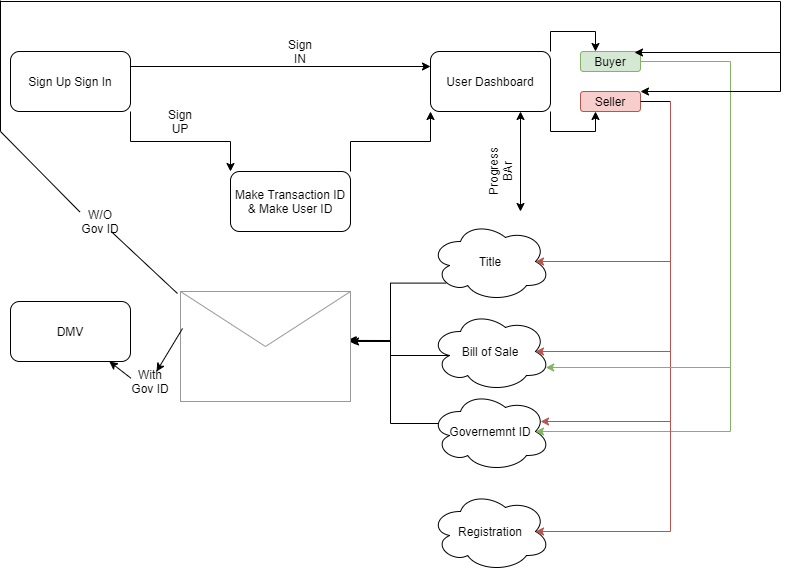 Sign
IN
Sign Up Sign In
User Dashboard
Buyer
Seller
Sign
UP
Progress
BAr
Make Transaction ID
& Make User ID
W/O
Gov ID
Title
DMV
Bill of Sale
With
Gov ID
Governemnt ID
Registration